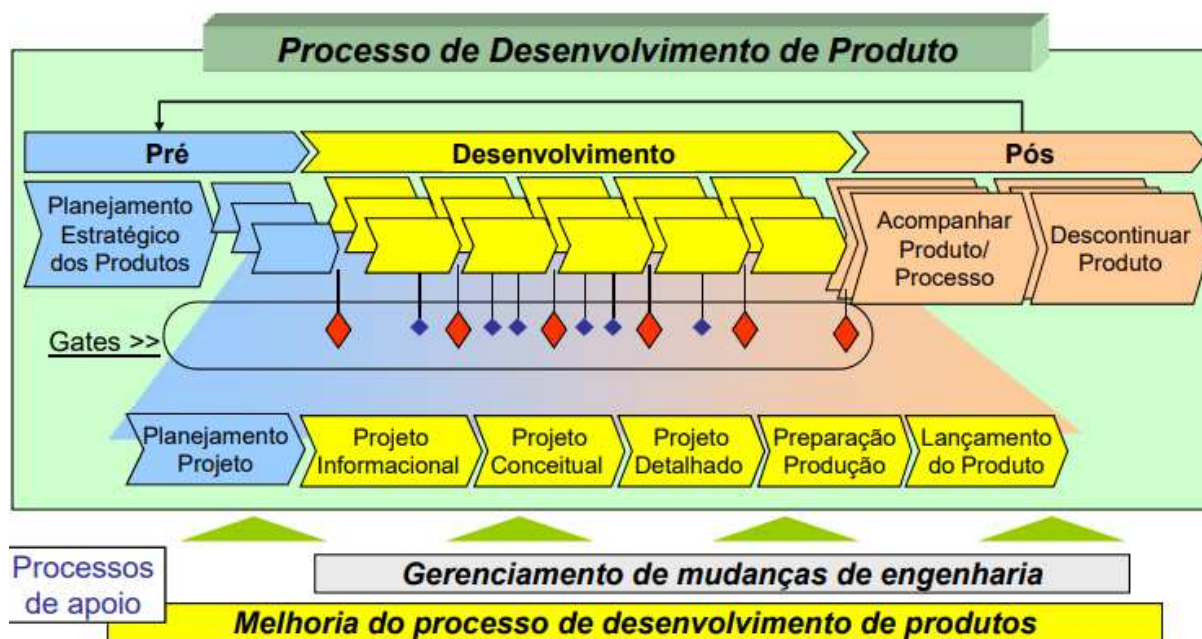 Processo de Desenvolvimento de Produto
Pré
Desenvolvimento
Pós
Planejamento
Estratégico
dos Produtos
Acompanhar
Produto/
Processo
Descontinuar
Produto
Gates >>
Planejamento
Projeto
Projeto
Informacional
Projeto
Conceitual
Projeto
Detalhado
Preparação
Produção
Lançamento
do Produto
Processos
de apoio
Gerenciamento de mudanças de engenharia
Melhoria do processo de desenvolvimento de produtos